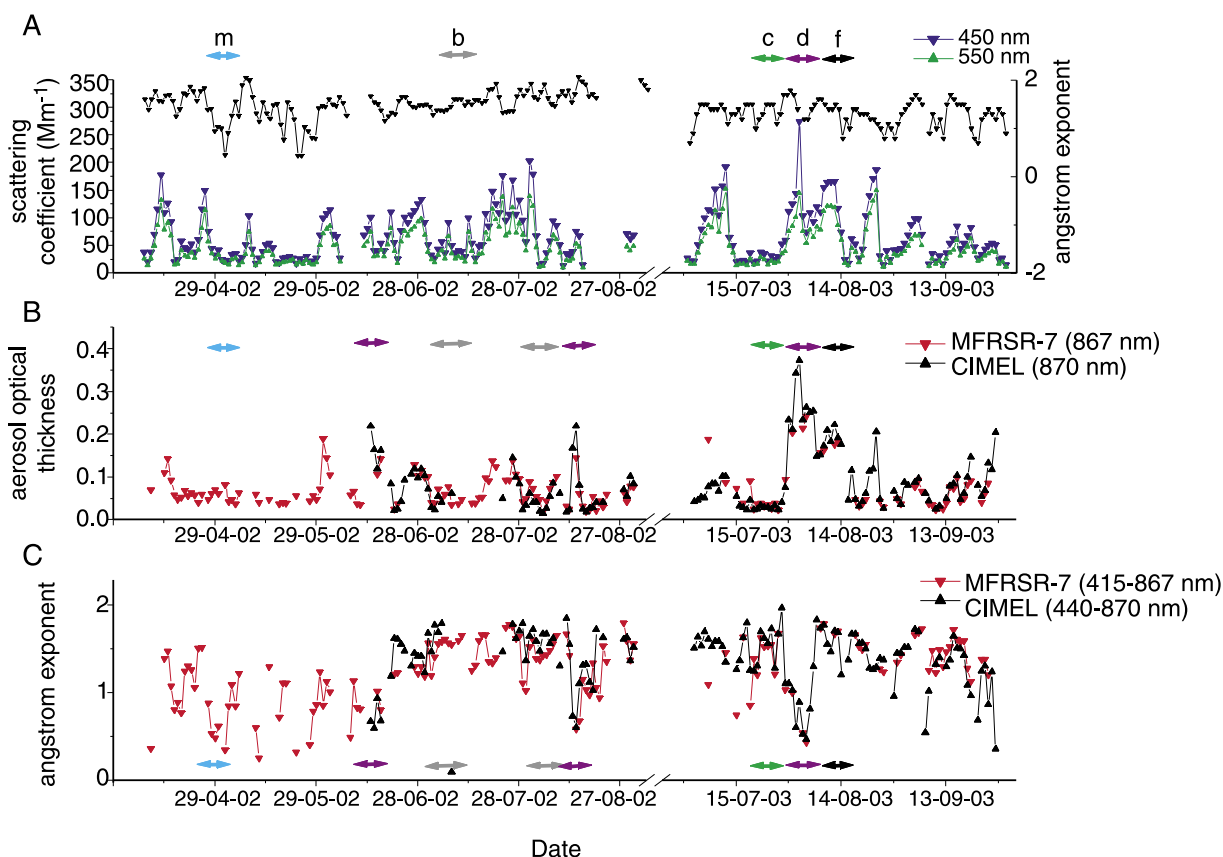 A
m
b
c
d
f
450 nm
550 nm
scattering
coefficient (Mm⁻¹)
350
300
250
200
150
100
50
0
2
0
-2
angstrom exponent
29-04-02
29-05-02
28-06-02
28-07-02
27-08-02
15-07-03
14-08-03
13-09-03
B
MFRSR-7 (867 nm)
CIMEL (870 nm)
aerosol optical
thickness
0.4
0.3
0.2
0.1
0.0
29-04-02
29-05-02
28-06-02
28-07-02
27-08-02
15-07-03
14-08-03
13-09-03
C
MFRSR-7 (415-867 nm)
CIMEL (440-870 nm)
angstrom exponent
2
1
0
29-04-02
29-05-02
28-06-02
28-07-02
27-08-02
15-07-03
14-08-03
13-09-03
Date